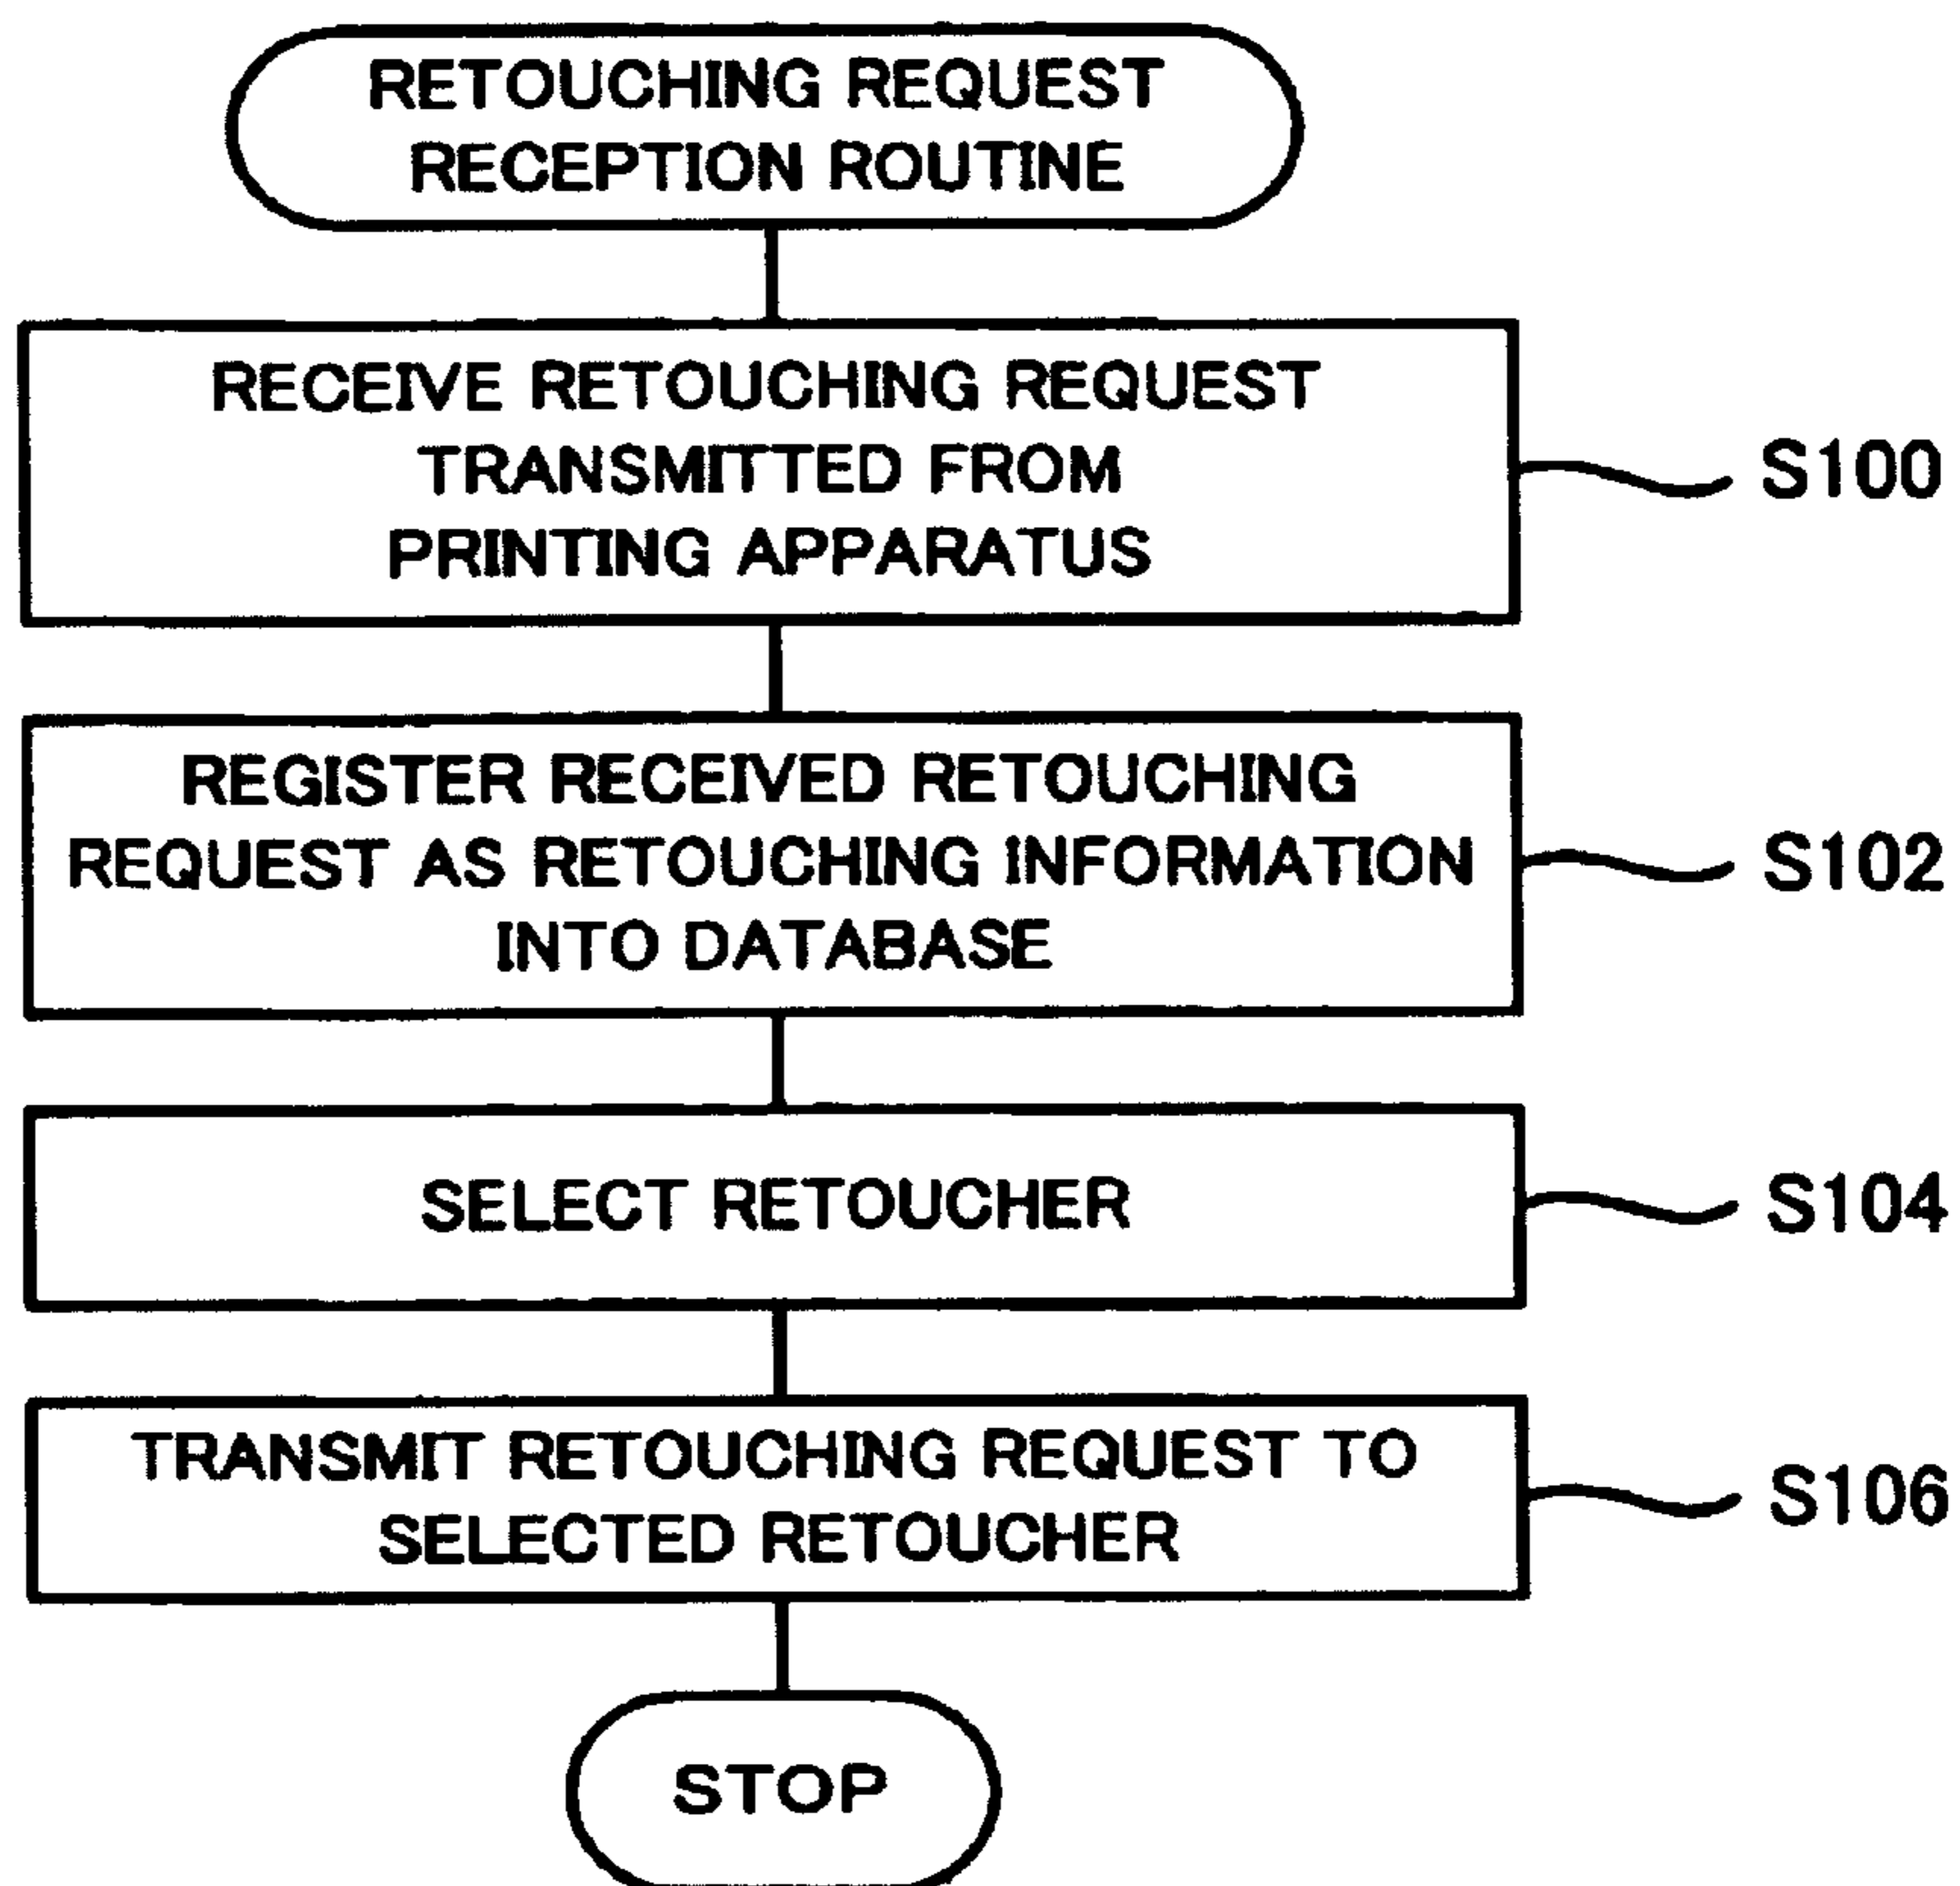 RETOUCHING REQUEST
RECEPTION ROUTINE
RECEIVE RETOUCHING REQUEST
TRANSMITTED FROM
PRINTING APPARATUS
S100
REGISTER RECEIVED RETOUCHING
REQUEST AS RETOUCHING INFORMATION
INTO DATABASE
S102
SELECT RETOUCHER
S104
TRANSMIT RETOUCHING REQUEST TO
SELECTED RETOUCHER
S106
STOP